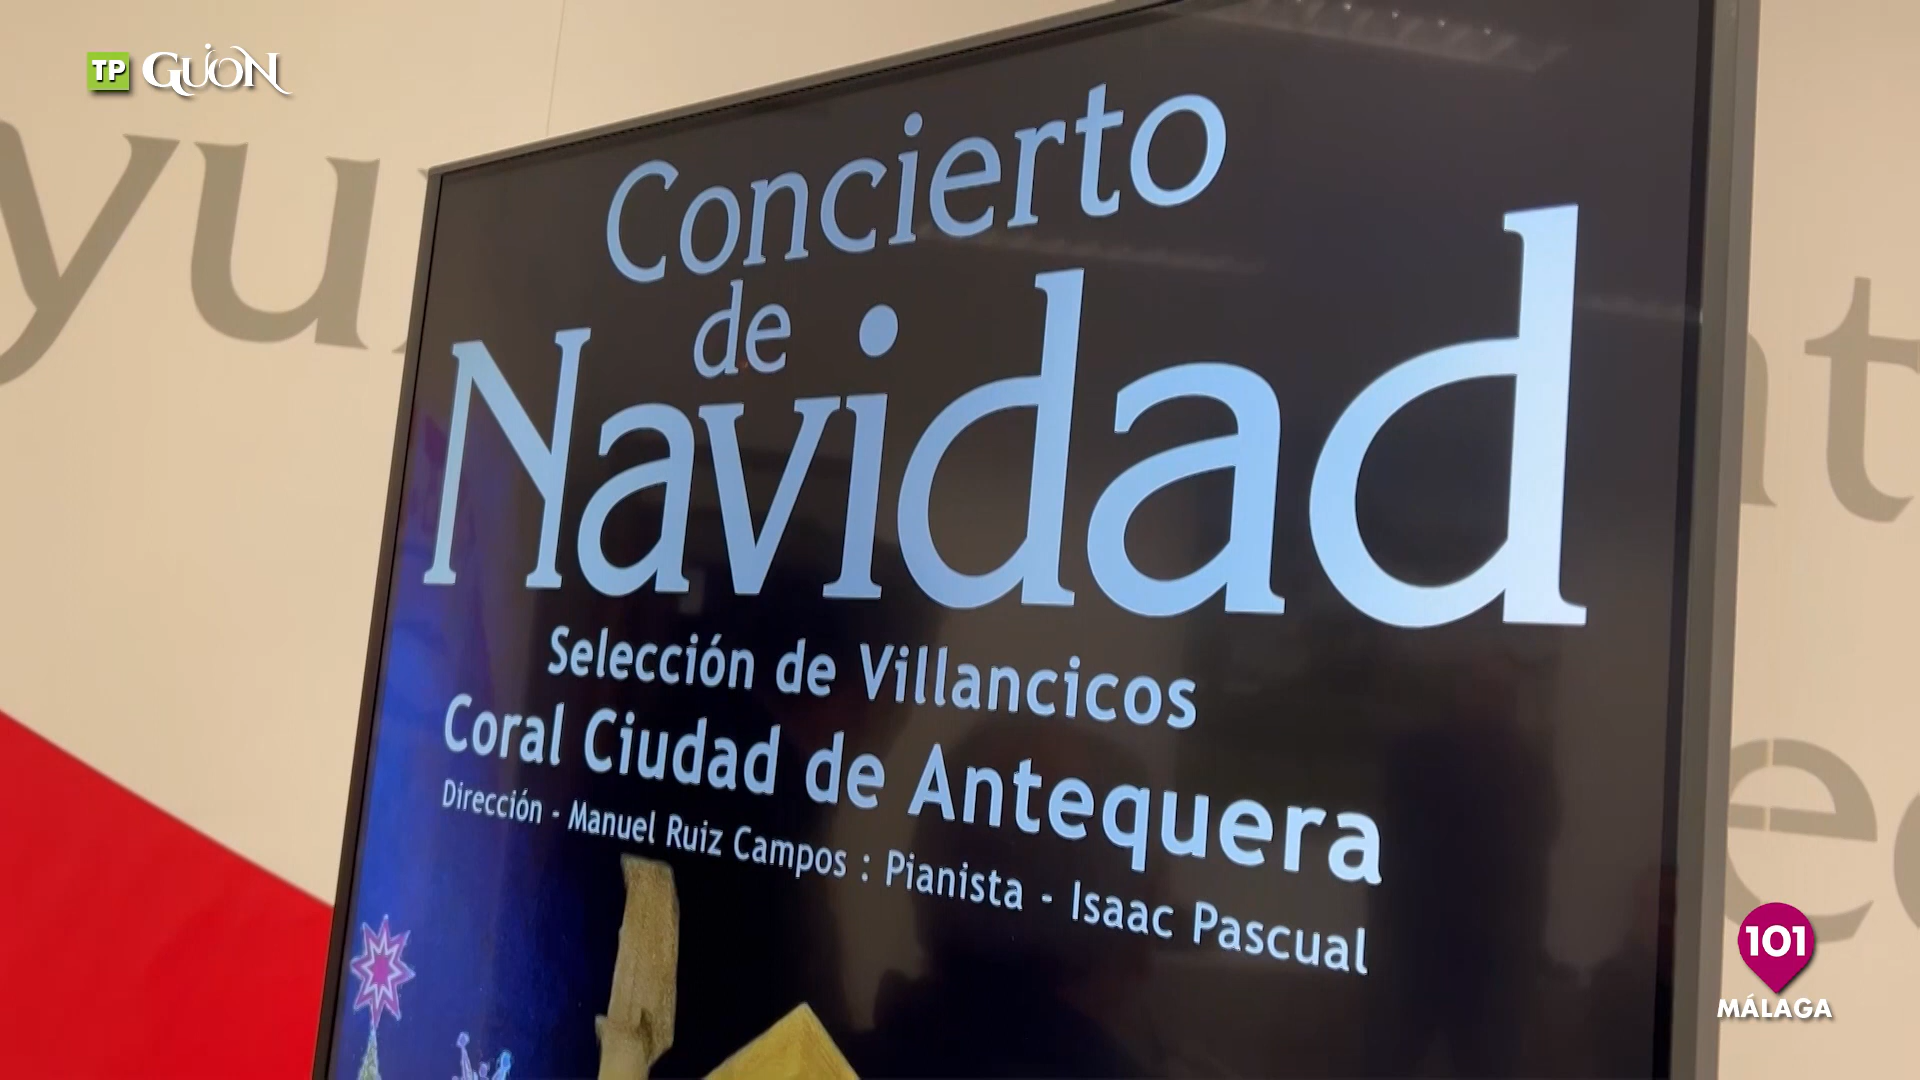 TP GUION
Concierto
de
Navidad
Selección de Villancicos
Coral Ciudad de Antequera
Dirección - Manuel Ruiz Campos : Pianista - Isaac Pascual
101
MÁLAGA